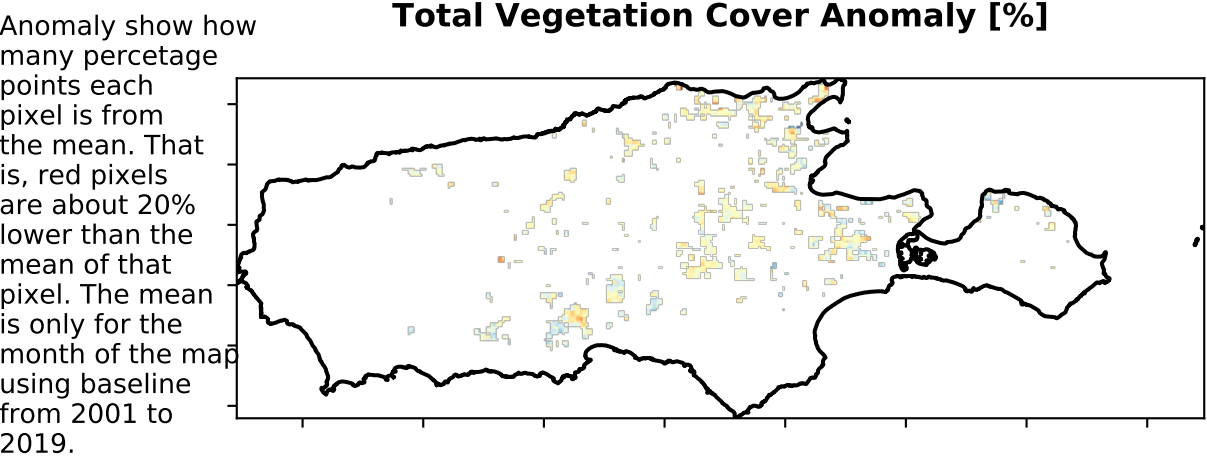 Total Vegetation Cover Anomaly [%]
Anomaly show how
many percetage
points each
pixel is from
the mean. That
is, red pixels
are about 20%
lower than the
mean of that
pixel. The mean
is only for the
month of the map
using baseline
from 2001 to
2019.